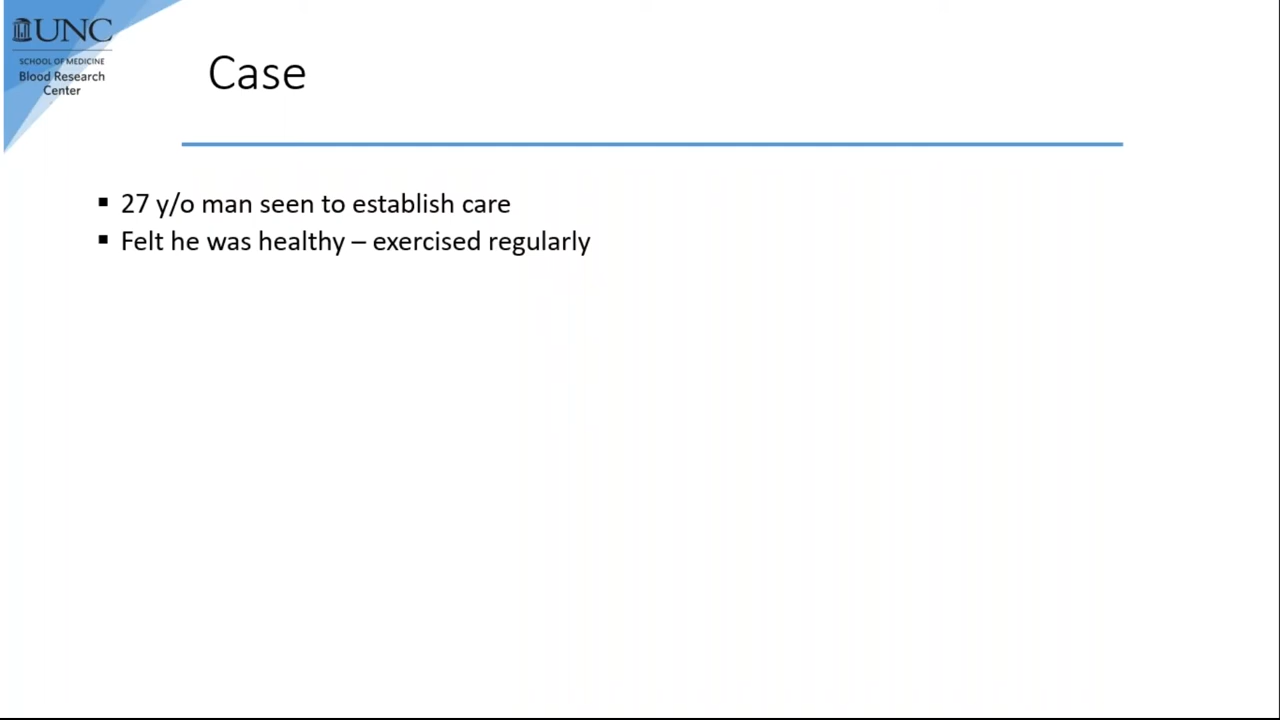 UNC
SCHOOL OF MEDICINE
Blood Research
Center
Case
▪ 27 y/o man seen to establish care
▪ Felt he was healthy – exercised regularly